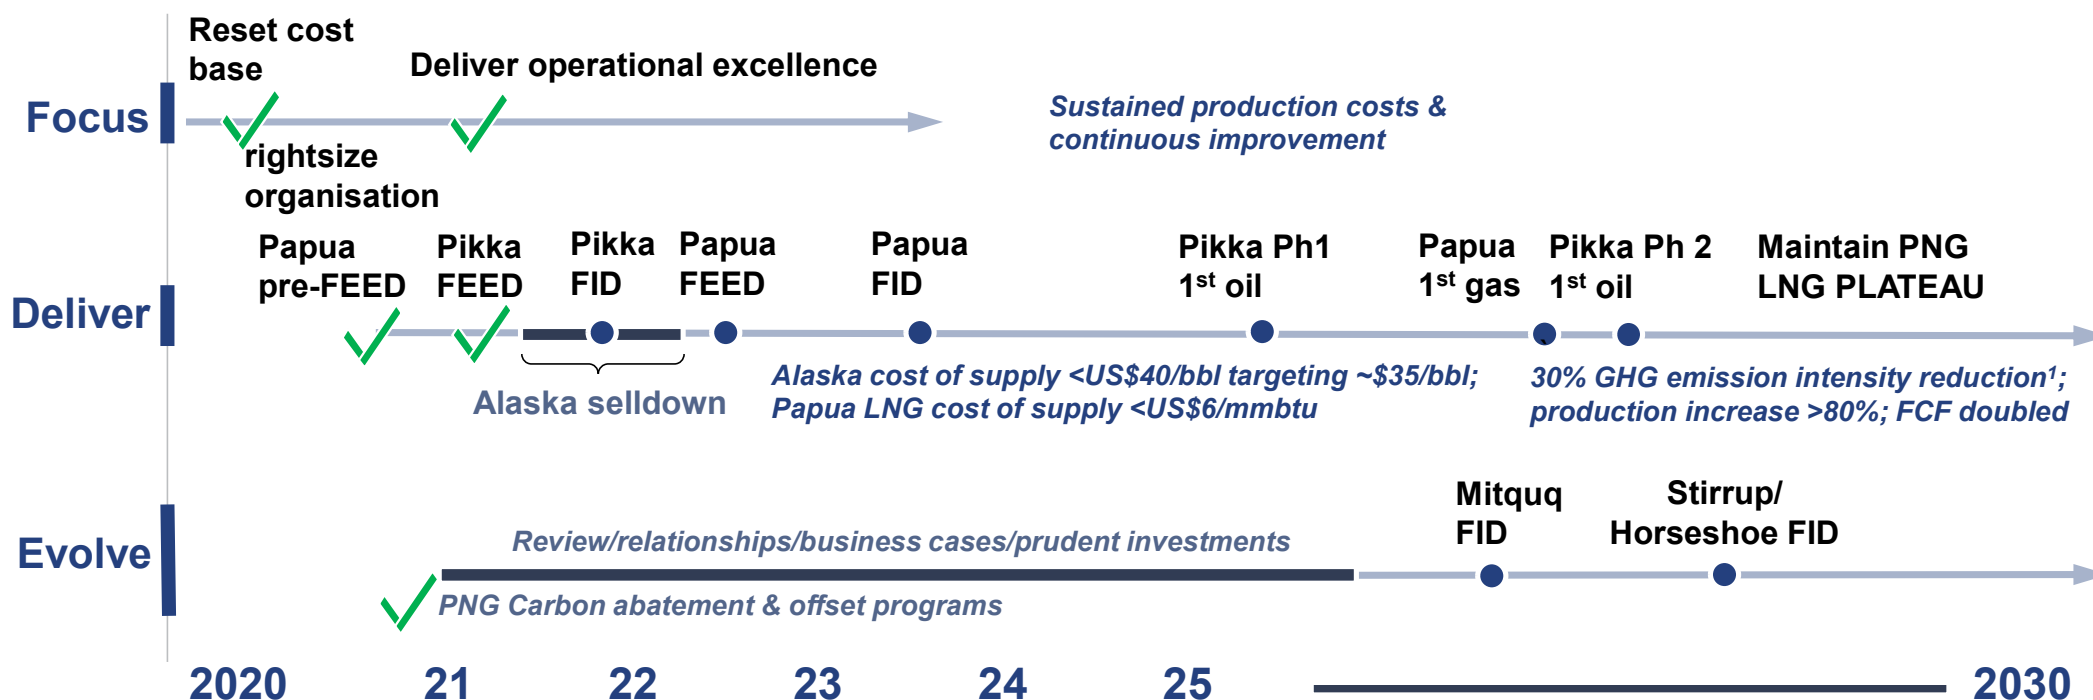 Focus
Reset cost
base
Deliver operational excellence
rightsize
organisation
Sustained production costs &
continuous improvement
Deliver
Papua
pre-FEED
Pikka
FEED
Pikka
FID
Papua
FEED
Papua
FID
Pikka Ph1
1st oil
Papua
1st gas
Pikka Ph 2
1st oil
Maintain PNG
LNG PLATEAU
Alaska selldown
Alaska cost of supply <US$40/bbl targeting ~$35/bbl;
Papua LNG cost of supply <US$6/mmbtu
30% GHG emission intensity reduction1;
production increase >80%; FCF doubled
Evolve
Review/relationships/business cases/prudent investments
PNG Carbon abatement & offset programs
Mitquq
FID
Stirrup/
Horseshoe FID
2020 21 22 23 24 25 2030